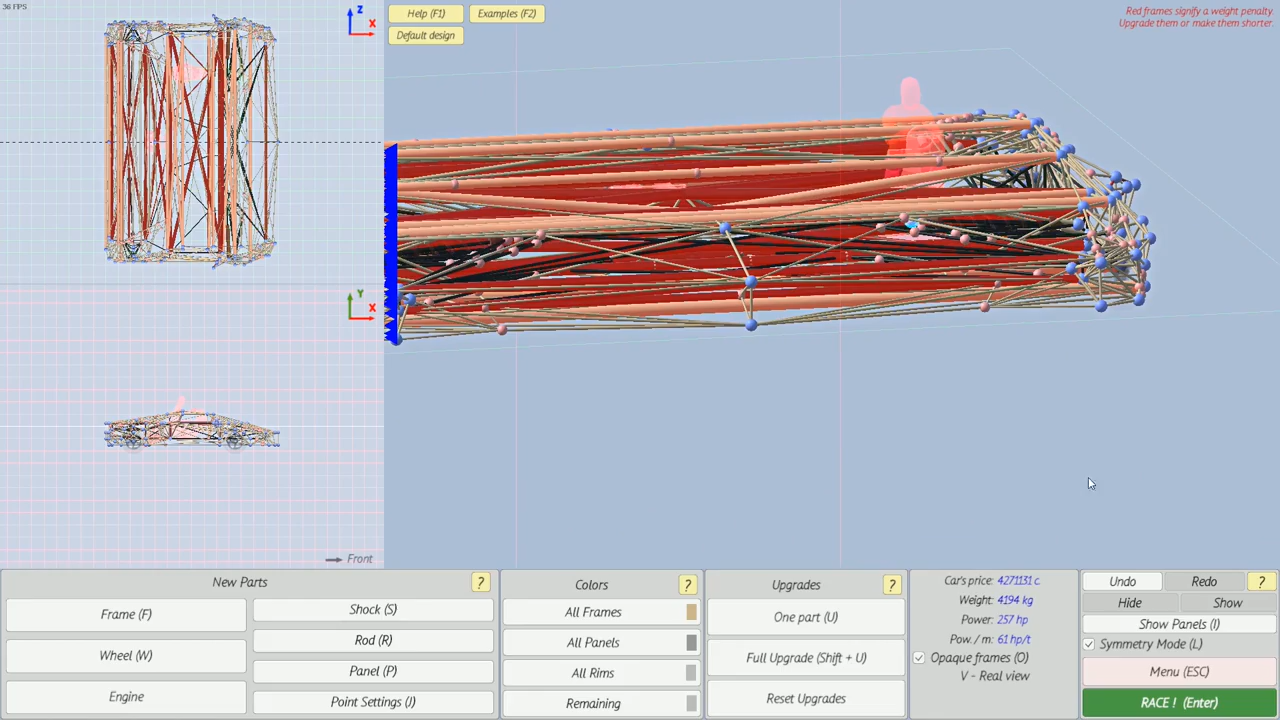 36 FPS
Z
X
Y
X
Front
Help (F1)
Examples (F2)
Default design
Red frames signify a weight penalty.
Upgrade them or make them shorter.
New Parts
?
Frame (F)
Shock (S)
Rod (R)
Wheel (W)
Panel (P)
Engine
Point Settings (J)
Colors
?
All Frames
All Panels
All Rims
Remaining
Upgrades
?
One part (U)
Full Upgrade (Shift + U)
Reset Upgrades
Car's price: 4271131 c.
Weight: 4194 kg
Power: 257 hp
Pow. / m: 61 hp/t
Opaque frames (O)
V - Real view
Undo
Redo
?
Hide
Show
Show Panels (I)
Symmetry Mode (L)
Menu (ESC)
RACE ! (Enter)